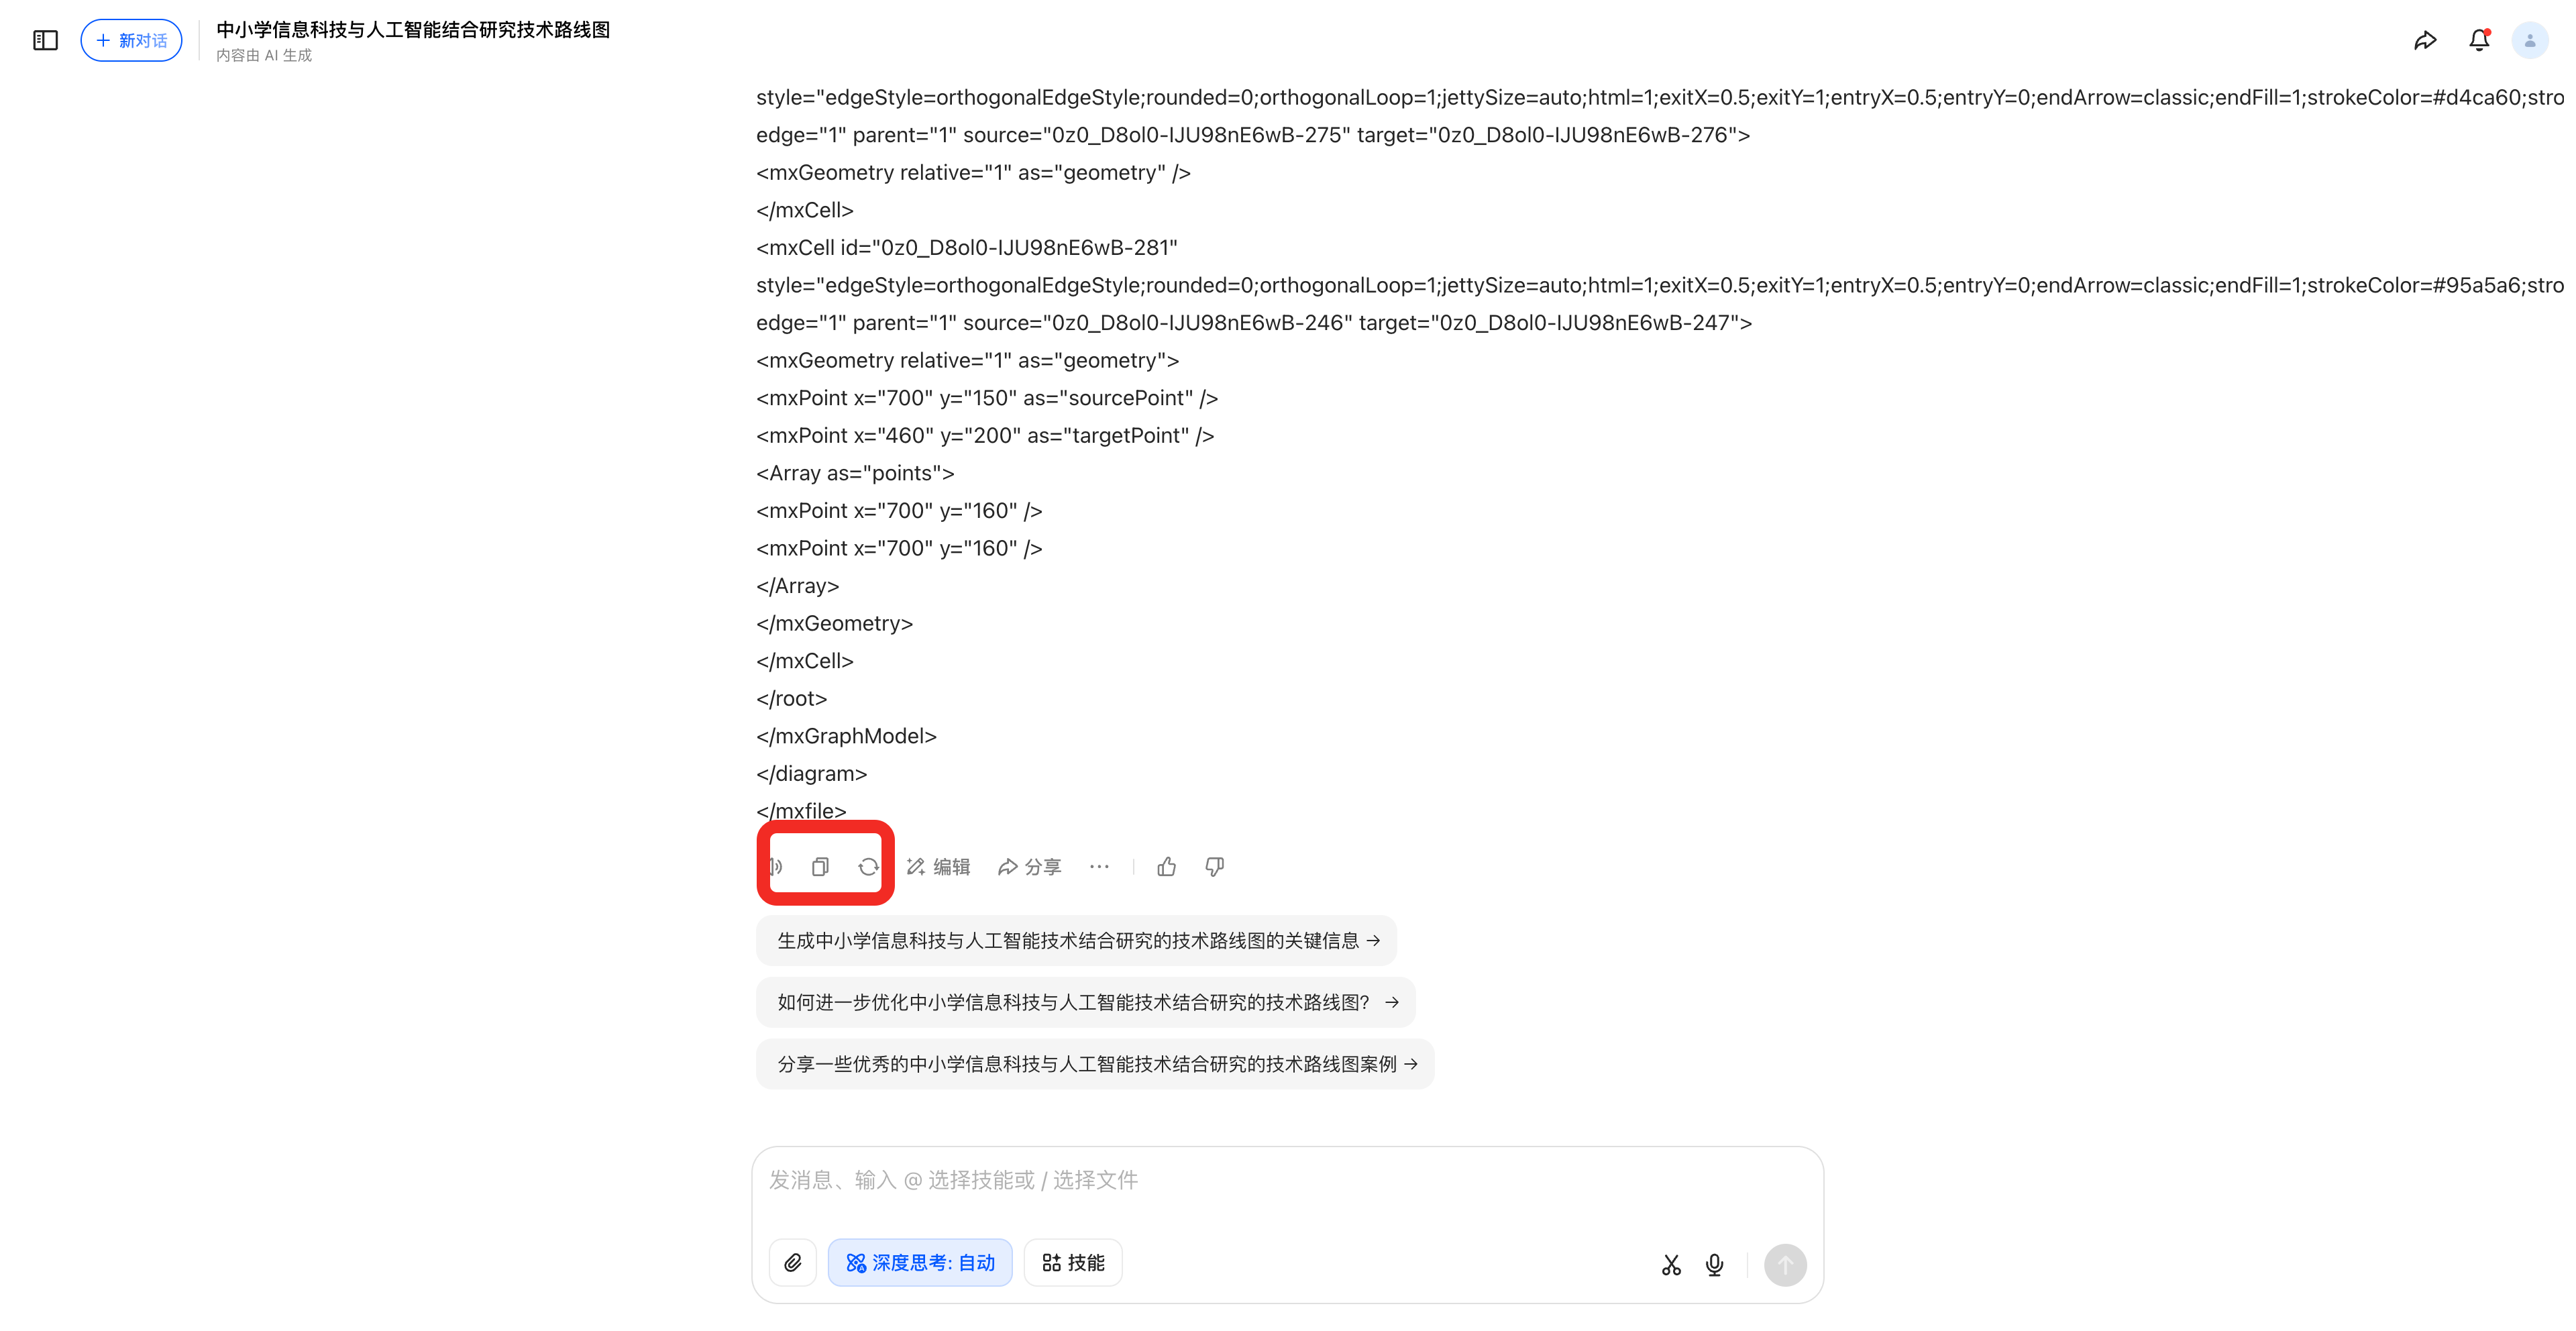 新对话
中小学信息科技与人工智能结合研究技术路线图
内容由 AI 生成
style="edgeStyle=orthogonalEdgeStyle;rounded=0;orthogonalLoop=1;jettySize=auto;html=1;exitX=0.5;exitY=1;entryX=0.5;entryY=0;endArrow=classic;endFill=1;strokeColor=#d4ca60;stro
edge="1" parent="1" source="0z0_D8ol0-IJU98nE6wB-275" target="0z0_D8ol0-IJU98nE6wB-276">
<mxGeometry relative="1" as="geometry" />
</mxCell>
<mxCell id="0z0_D8ol0-IJU98nE6wB-281"
style="edgeStyle=orthogonalEdgeStyle;rounded=0;orthogonalLoop=1;jettySize=auto;html=1;exitX=0.5;exitY=1;entryX=0.5;entryY=0;endArrow=classic;endFill=1;strokeColor=#95a5a6;stro
edge="1" parent="1" source="0z0_D8ol0-IJU98nE6wB-246" target="0z0_D8ol0-IJU98nE6wB-247">
<mxGeometry relative="1" as="geometry">
<mxPoint x="700" y="150" as="sourcePoint" />
<mxPoint x="460" y="200" as="targetPoint" />
<Array as="points">
<mxPoint x="700" y="160" />
<mxPoint x="700" y="160" />
</Array>
</mxGeometry>
</mxCell>
</root>
</mxGraphModel>
</diagram>
</mxfile>
编辑 分享
生成中小学信息科技与人工智能技术结合研究的技术路线图的关键信息 →
如何进一步优化中小学信息科技与人工智能技术结合研究的技术路线图? →
分享一些优秀的中小学信息科技与人工智能技术结合研究的技术路线图案例 →
发消息、输入 @ 选择技能或 / 选择文件
深度思考: 自动 技能